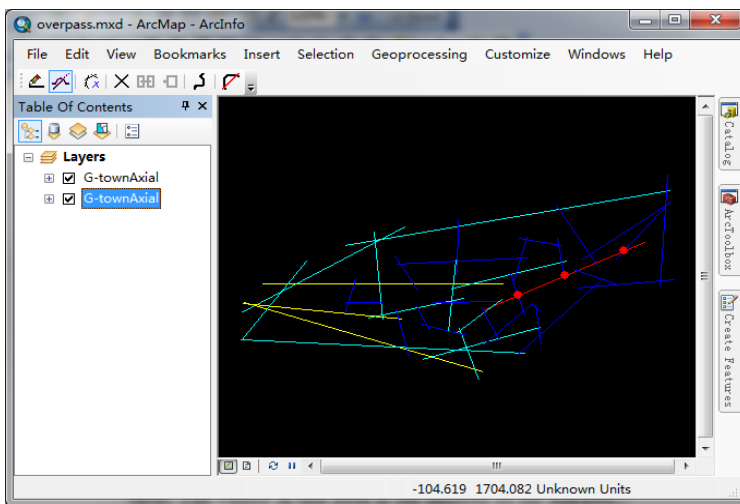 overpass.mxd - ArcMap - ArcInfo
File Edit View Bookmarks Insert Selection Geoprocessing Customize Windows Help
Table Of Contents
Layers
G-townAxial
G-townAxial
Catalog
ArcToolbox
Create Features
-104.619 1704.082 Unknown Units